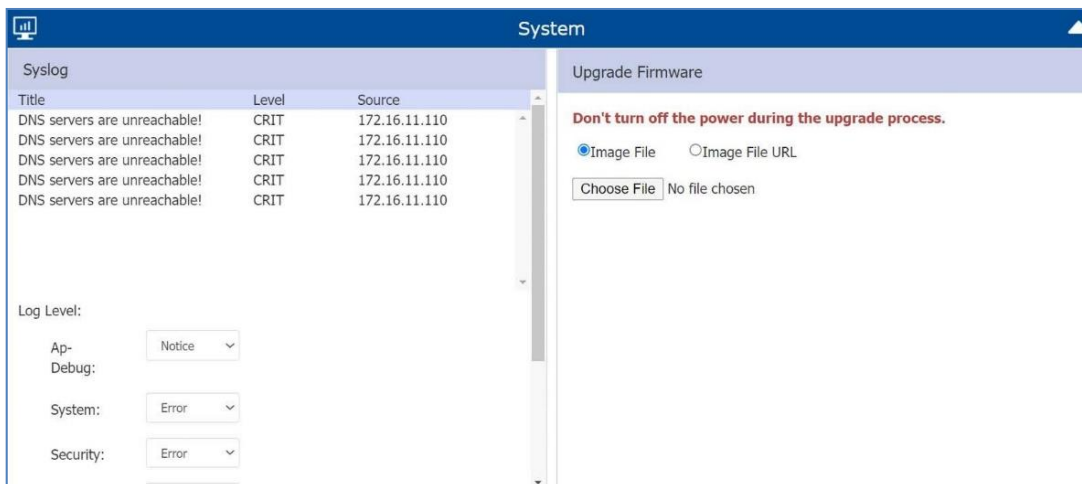 System
Syslog
Title Level Source
DNS servers are unreachable! CRIT 172.16.11.110
DNS servers are unreachable! CRIT 172.16.11.110
DNS servers are unreachable! CRIT 172.16.11.110
DNS servers are unreachable! CRIT 172.16.11.110
DNS servers are unreachable! CRIT 172.16.11.110
Log Level:
Ap-
Debug:
Notice
System: Error
Security: Error
Upgrade Firmware
Don't turn off the power during the upgrade process.
Image File Image File URL
Choose File No file chosen